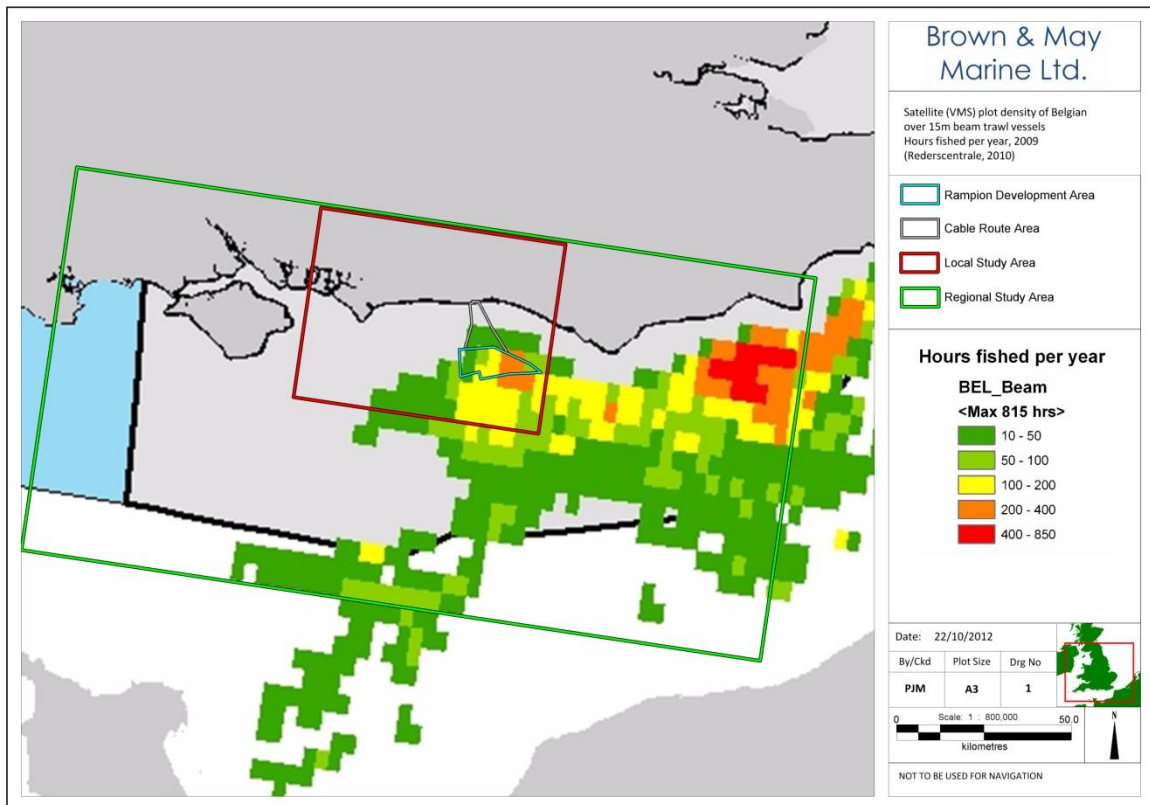 Brown & May
Marine Ltd.
Satellite (VMS) plot density of Belgian
over 15m beam trawl vessels
Hours fished per year, 2009
(Rederscentrale, 2010)
Rampion Development Area
Cable Route Area
Local Study Area
Regional Study Area
Hours fished per year
BEL_Beam
<Max 815 hrs>
10 - 50
50 - 100
100 - 200
200 - 400
400 - 850
Date: 22/10/2012
By/Ckd Plot Size Drg No
PJM A3 1
Scale: 1 : 800,000
0 50.0
kilometres
N
NOT TO BE USED FOR NAVIGATION